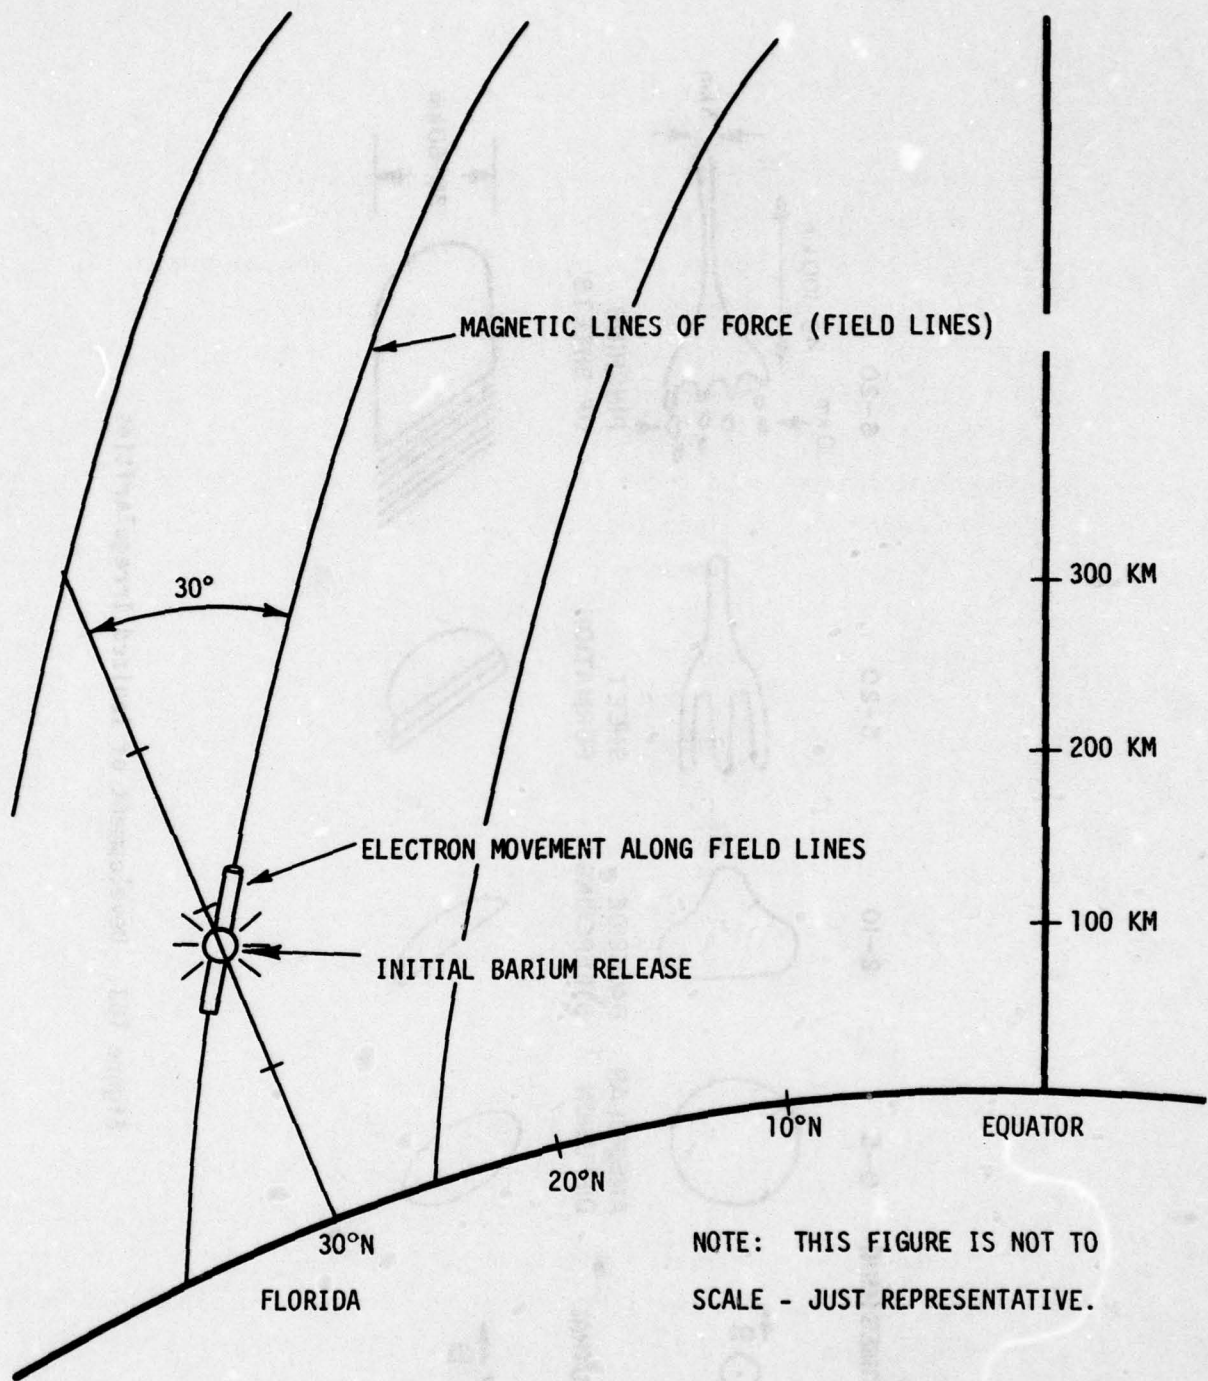 MAGNETIC LINES OF FORCE (FIELD LINES)
30°
300 KM
200 KM
ELECTRON MOVEMENT ALONG FIELD LINES
100 KM
INITIAL BARIUM RELEASE
10°N
EQUATOR
20°N
30°N
NOTE: THIS FIGURE IS NOT TO
FLORIDA
SCALE - JUST REPRESENTATIVE.